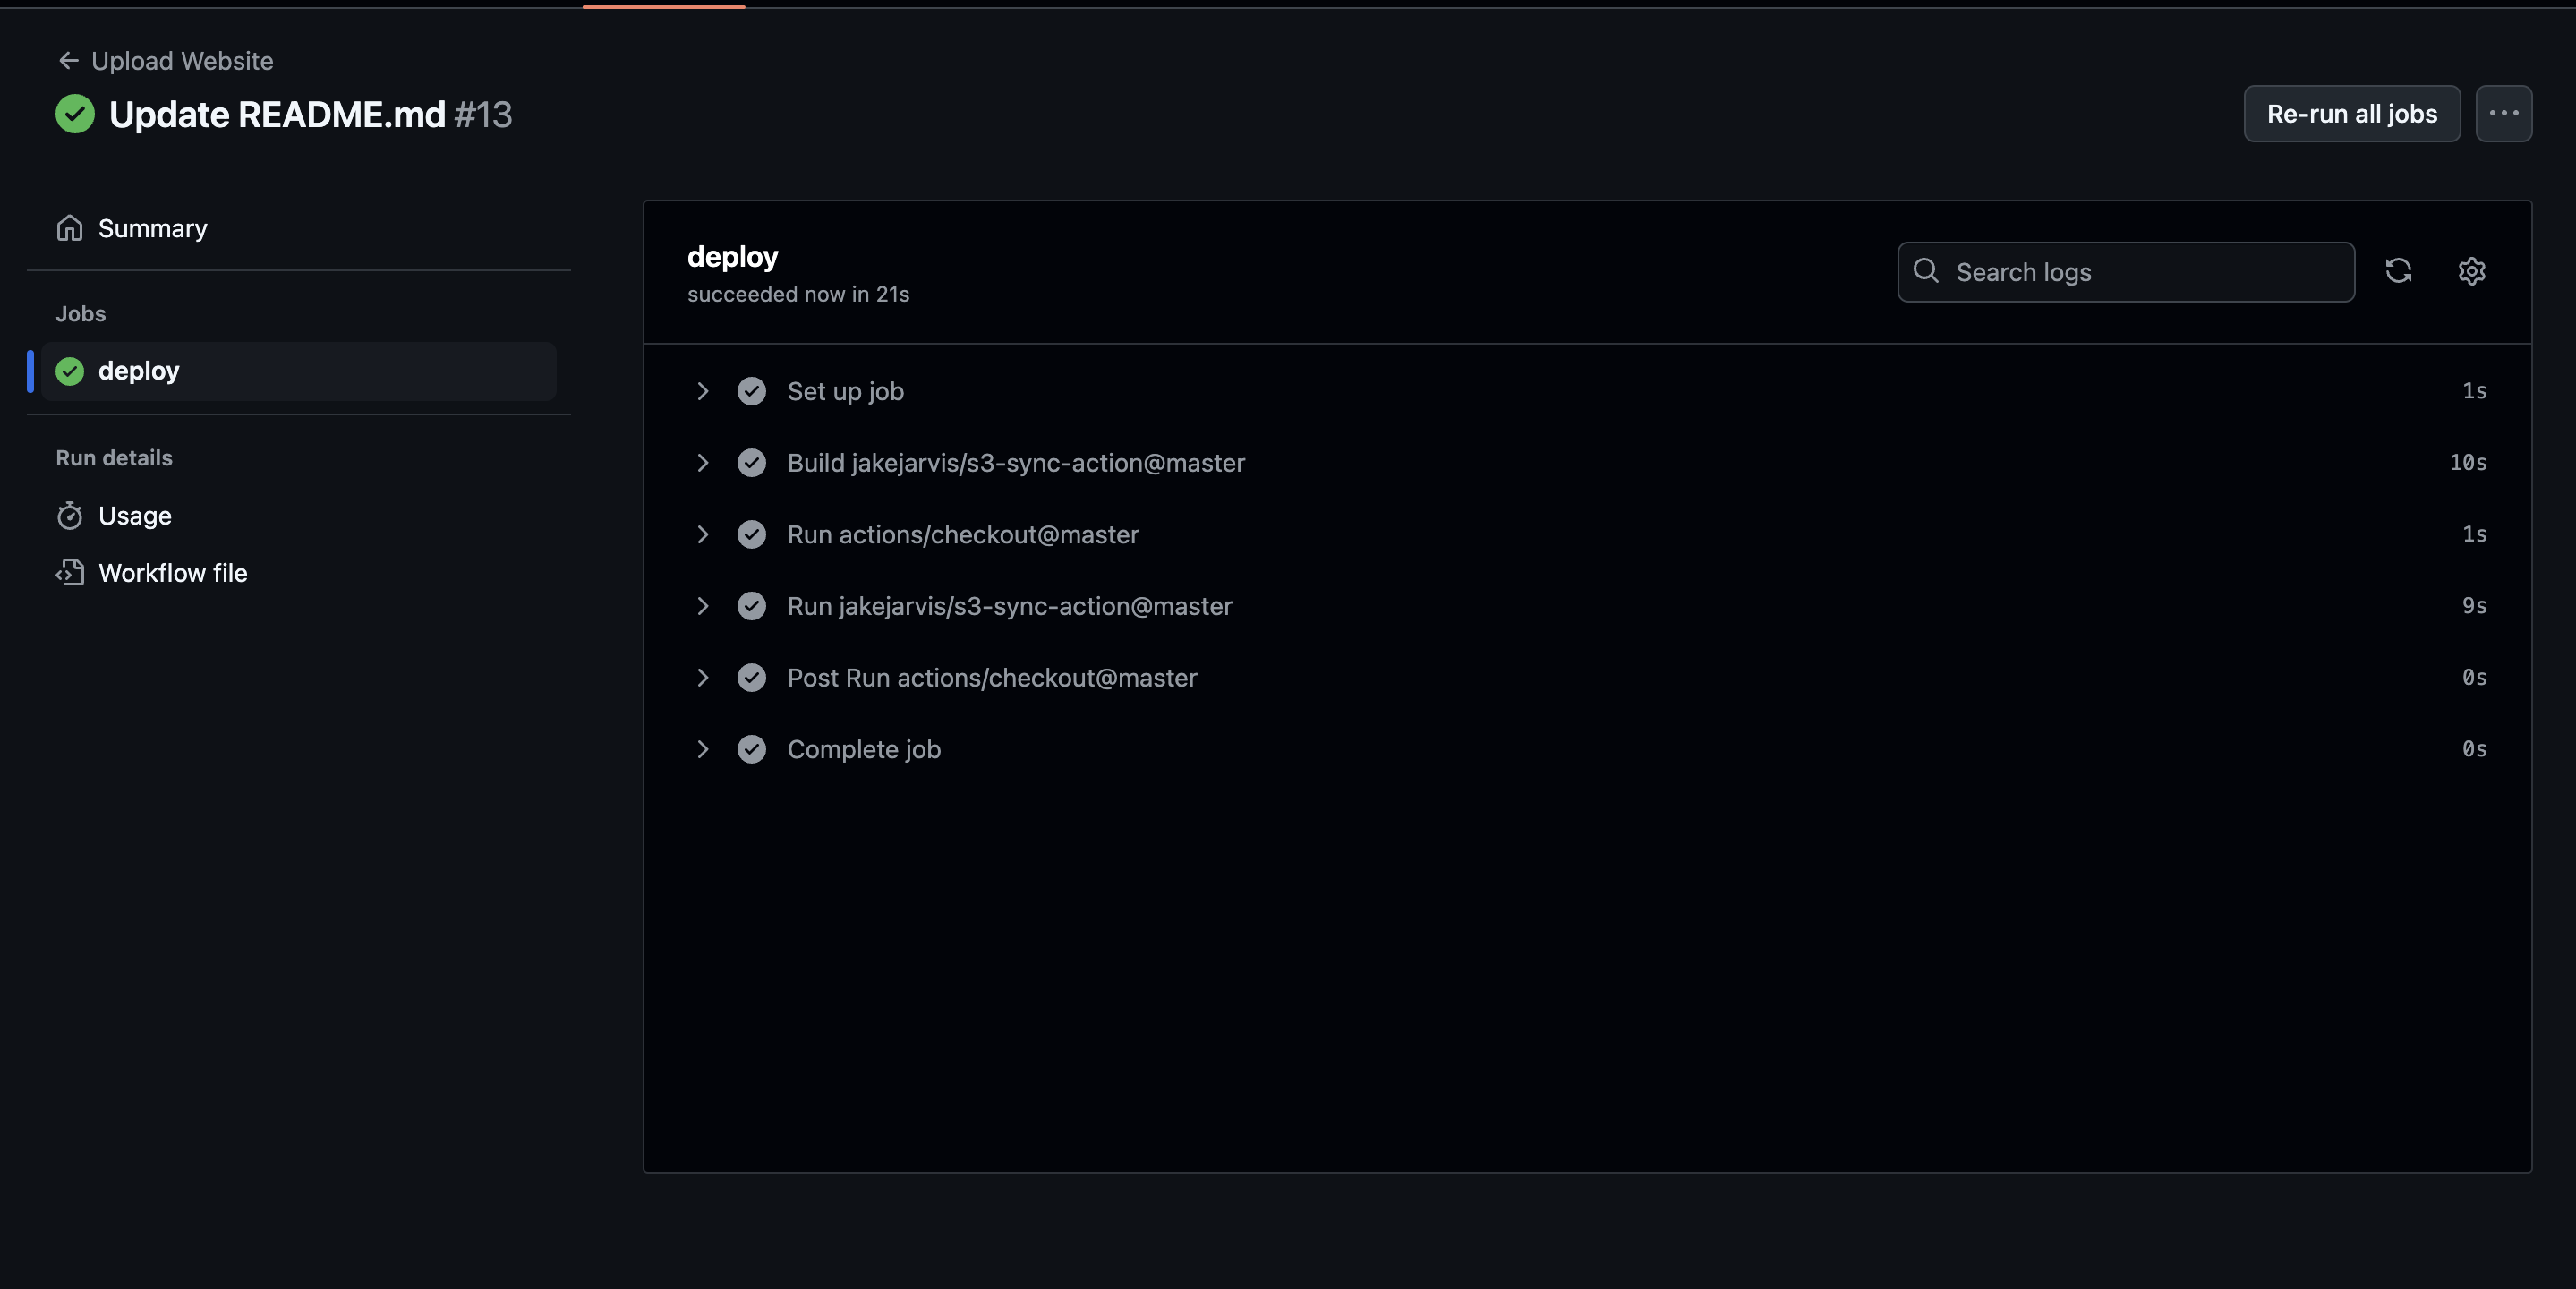 Upload Website
Update README.md #13
Re-run all jobs
Summary
Jobs
deploy
Run details
Usage
Workflow file
deploy
succeeded now in 21s
Search logs
Set up job 1s
Build jakejarvis/s3-sync-action@master 10s
Run actions/checkout@master 1s
Run jakejarvis/s3-sync-action@master 9s
Post Run actions/checkout@master 0s
Complete job 0s